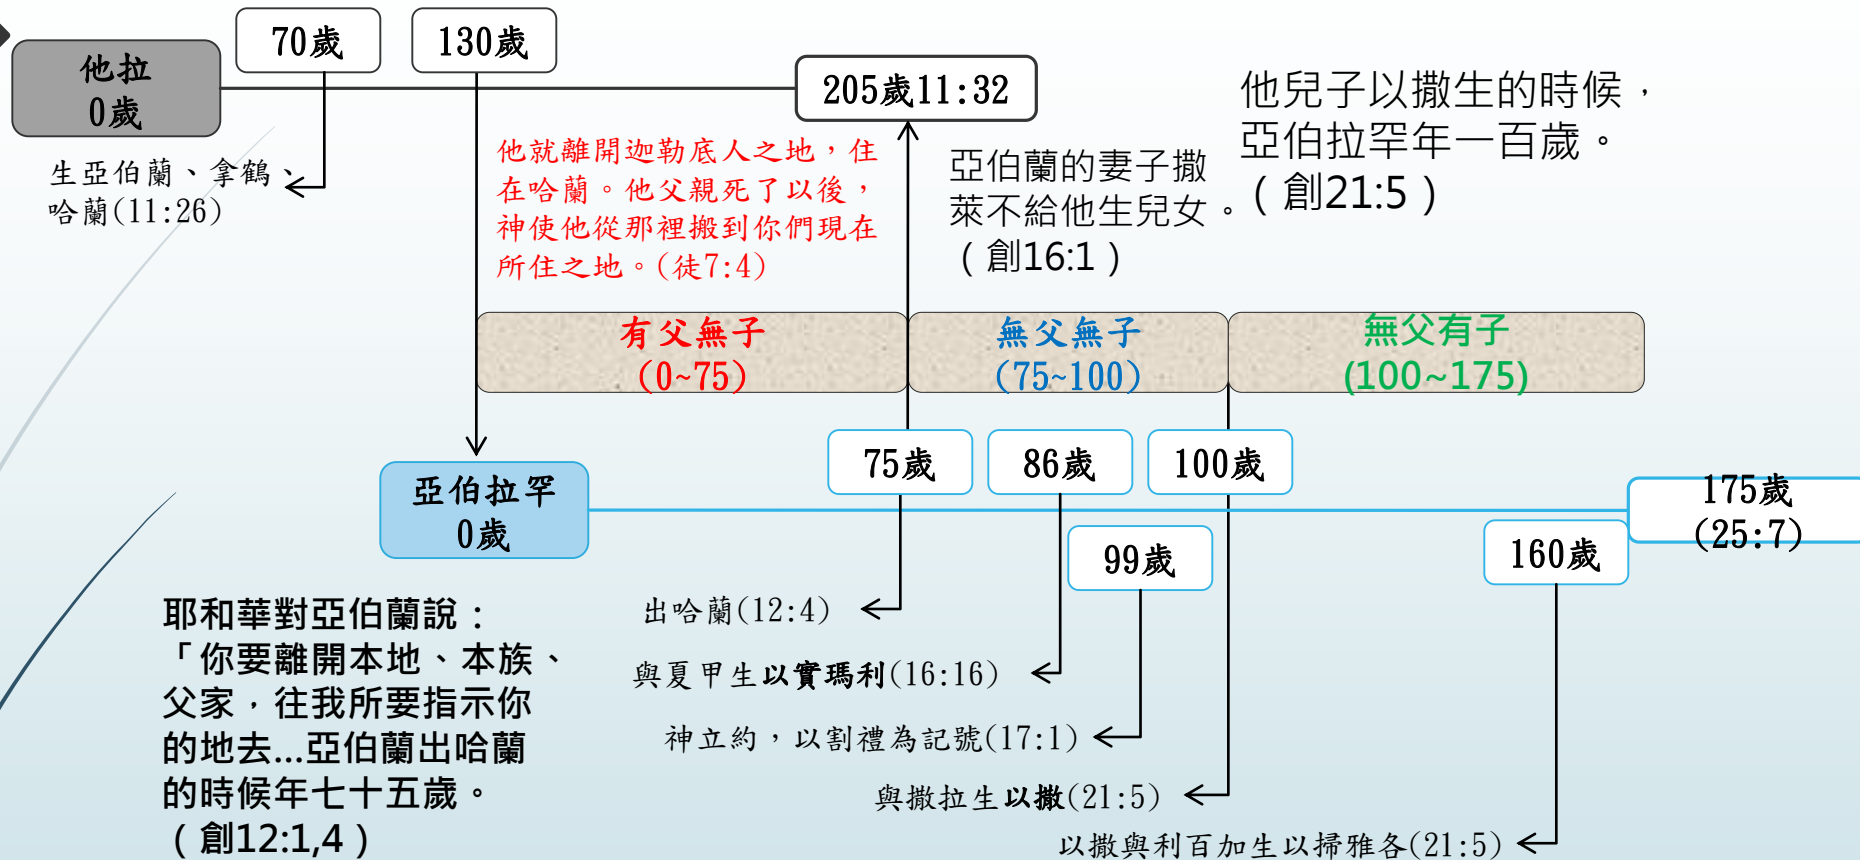 他拉
0歲
70歲
130歲
205歲11:32
生亞伯蘭、拿鶴、
哈蘭(11:26)
他就離開迦勒底人之地，住
在哈蘭。他父親死了以後，
神使他從那裡搬到你們現在
所住之地。(徒7:4)
亞伯蘭的妻子撒
萊不給他生兒女。
（創16:1）
他兒子以撒生的時候，
亞伯拉罕年一百歲。
（創21:5）
有父無子
(0~75)
無父無子
(75~100)
無父有子
(100~175)
亞伯拉罕
0歲
75歲
86歲
100歲
99歲
160歲
175歲
(25:7)
耶和華對亞伯蘭說：
「你要離開本地、本族、
父家，往我所要指示你
的地去...亞伯蘭出哈蘭
的時候年七十五歲。
（創12:1,4）
出哈蘭(12:4)
與夏甲生以實瑪利(16:16)
神立約，以割禮為記號(17:1)
與撒拉生以撒(21:5)
以撒與利百加生以掃雅各(21:5)